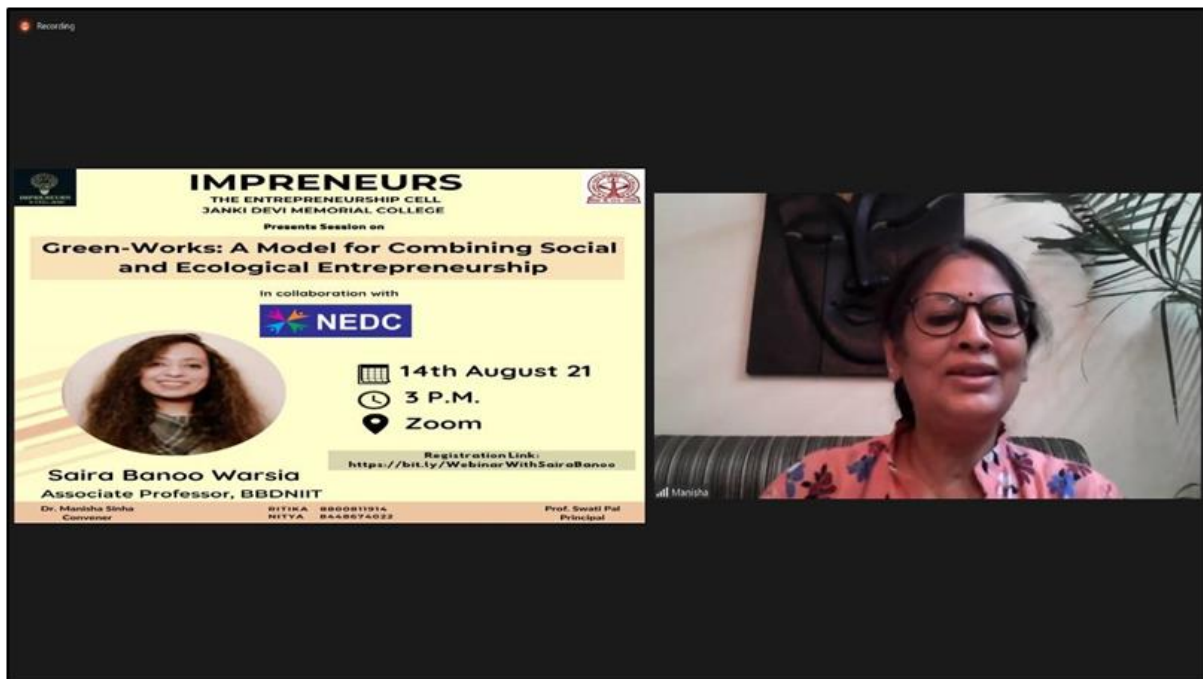 Recording
IMPRENEURS
THE ENTREPRENEURSHIP CELL
JANKI DEVI MEMORIAL COLLEGE
Presents Session on
Green-Works: A Model for Combining Social
and Ecological Entrepreneurship
In collaboration with
NEDC
14th August 21
3 P.M.
Zoom
Registration Link:
https://bit.ly/WebinarWithSairaBanoo
Saira Banoo Warsia
Associate Professor, BBDNIIT
Dr. Manisha Sinha
Convener
RITIKA 8800811914
NITYA 8448674022
Prof. Swati Pal
Principal
Manisha